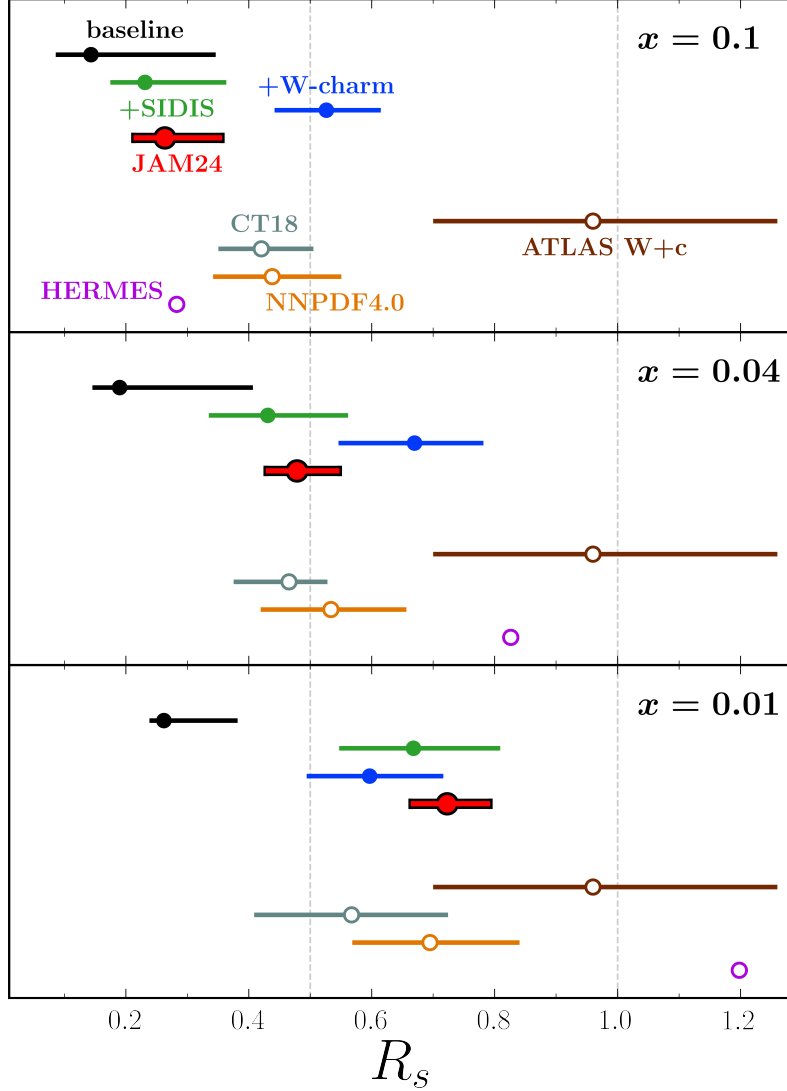 baseline
x = 0.1
+W-charm
+SIDIS
JAM24
CT18
ATLAS W+c
HERMES
NNPDF4.0
x = 0.04
x = 0.01
0.2 0.4 0.6 0.8 1.0 1.2
R_s